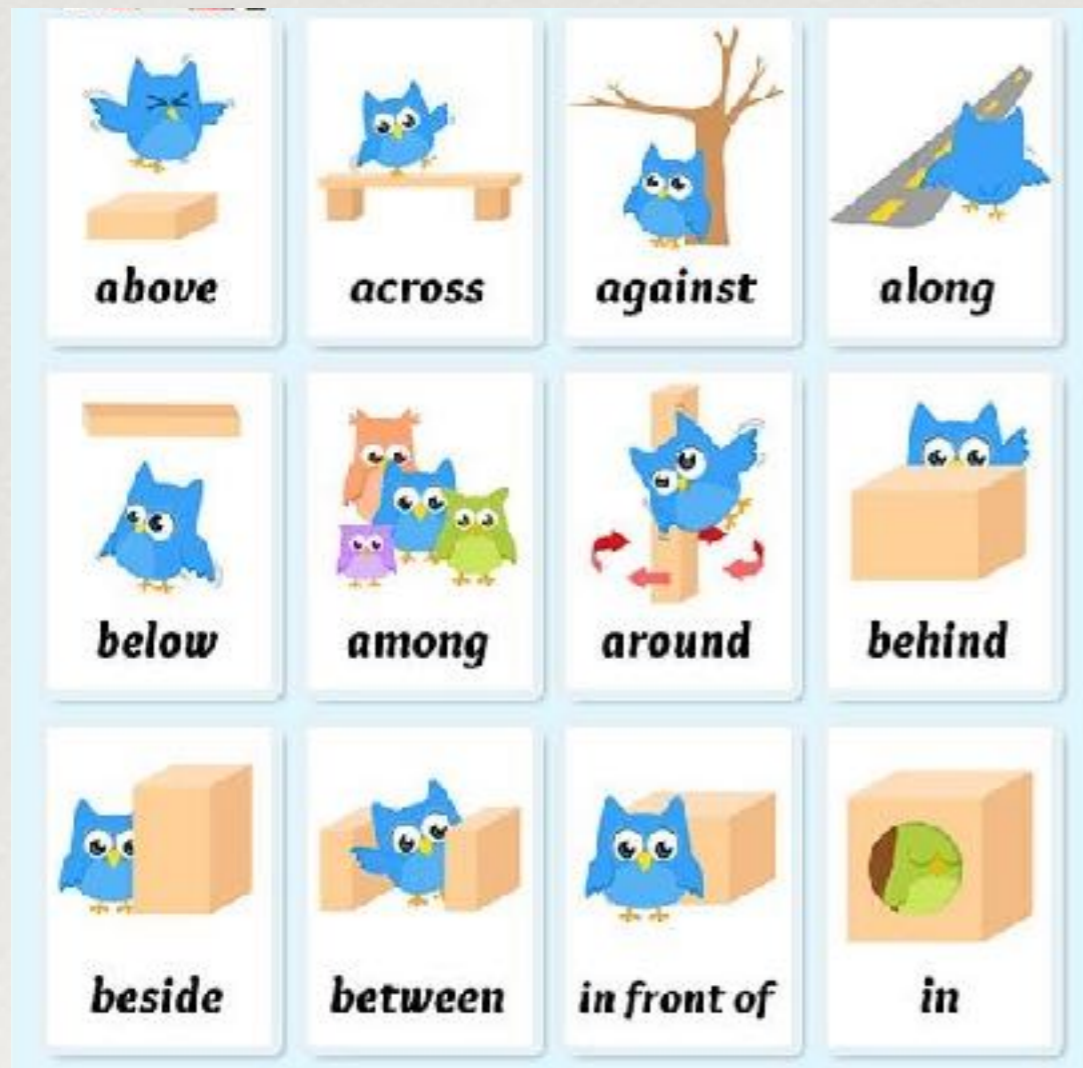 above
across
against
along
below
among
around
behind
beside
between
in front of
in